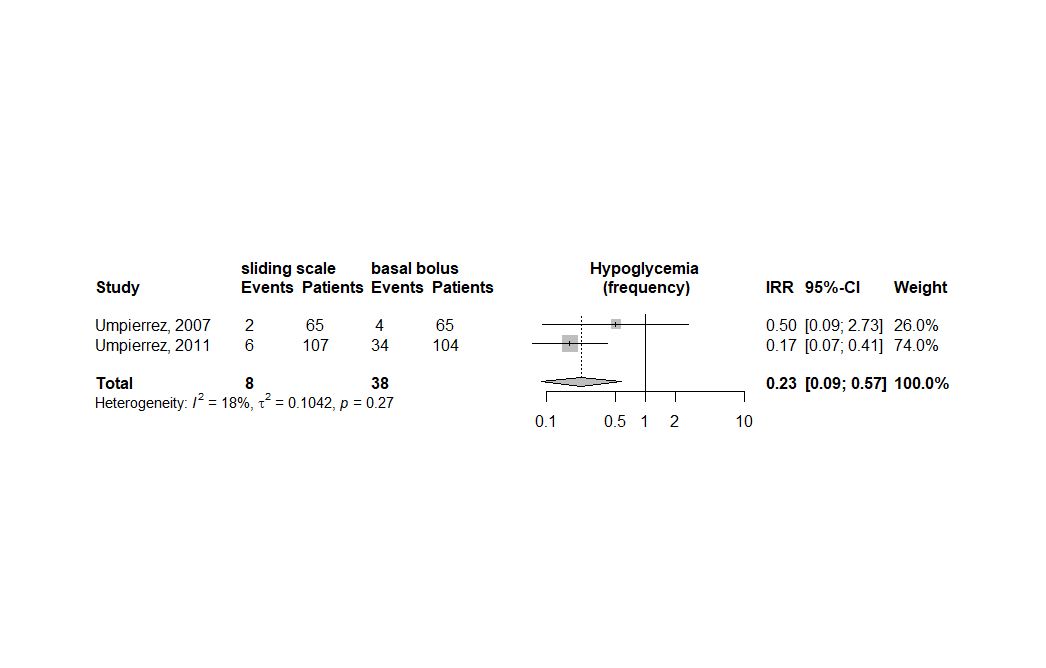 sliding scale basal bolus Hypoglycemia
Study Events Patients Events Patients (frequency) IRR 95%-CI Weight
Umpierrez, 2007 2 65 4 65 0.50 [0.09; 2.73] 26.0%
Umpierrez, 2011 6 107 34 104 0.17 [0.07; 0.41] 74.0%
Total 8 38 0.23 [0.09; 0.57] 100.0%
Heterogeneity: I² = 18%, τ² = 0.1042, p = 0.27
0.1 0.5 1 2 10